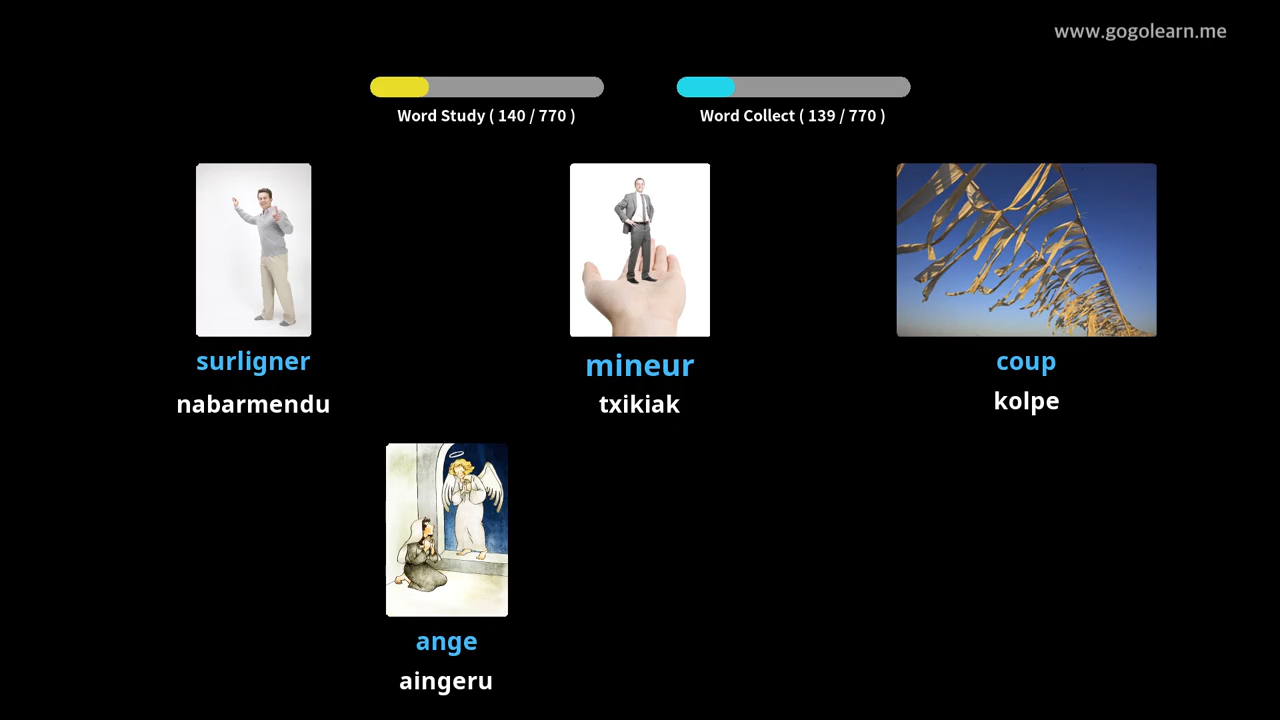 www.gogolearn.me
Word Study ( 140 / 770 )
Word Collect ( 139 / 770 )
surligner
nabarmendu
mineur
txikiak
coup
kolpe
ange
aingeru